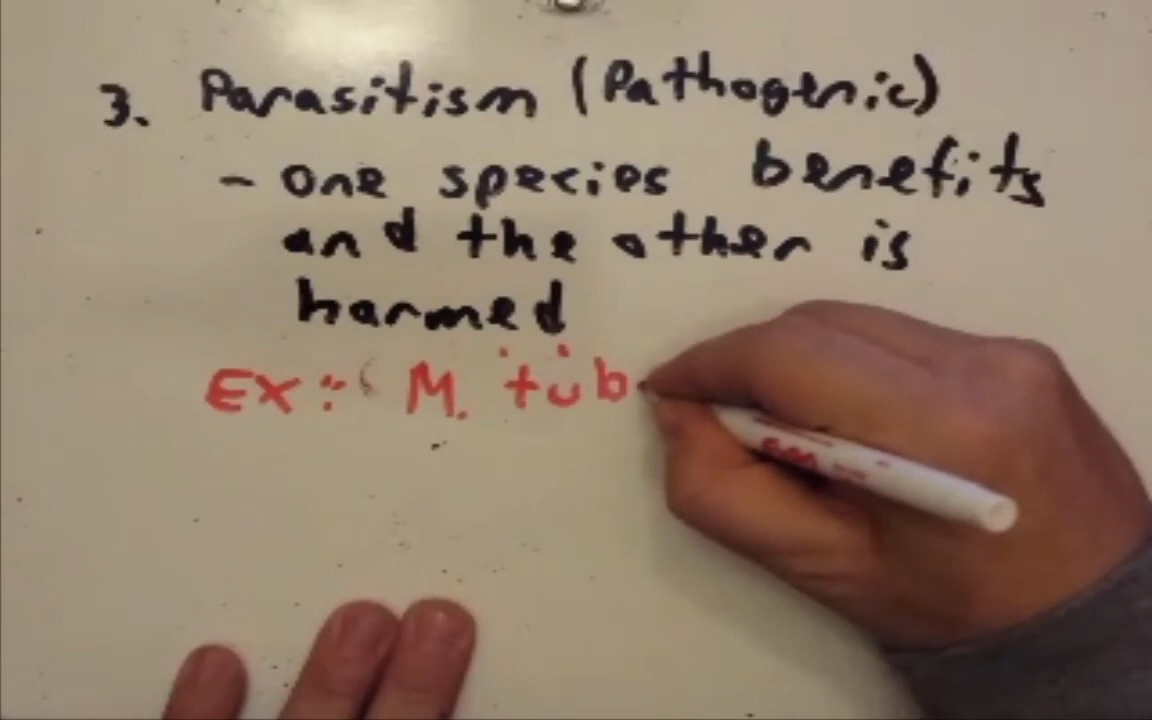 3. Parasitism (Pathogenic)
- one species benefits
and the other is
harmed
Ex: M. tub